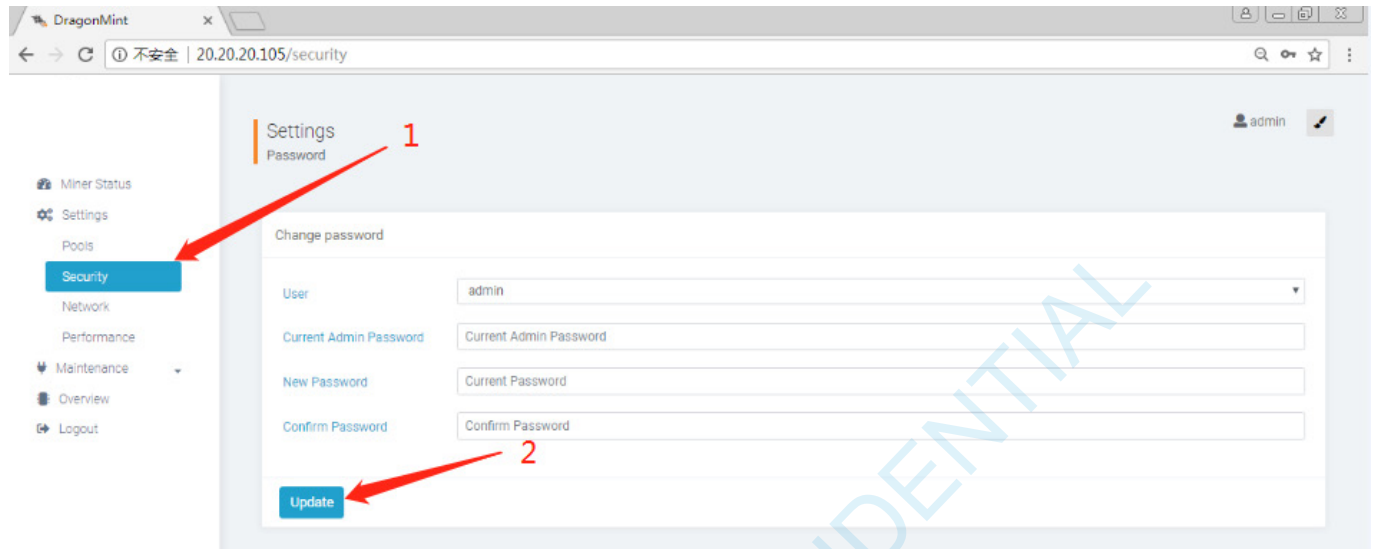 DragonMint
不安全 | 20.20.20.105/security
admin
Settings
Password
1
Miner Status
Settings
Pools
Security
Network
Performance
Maintenance
Overview
Logout
Change password
User admin
Current Admin Password Current Admin Password
New Password Current Password
Confirm Password Confirm Password
2
Update